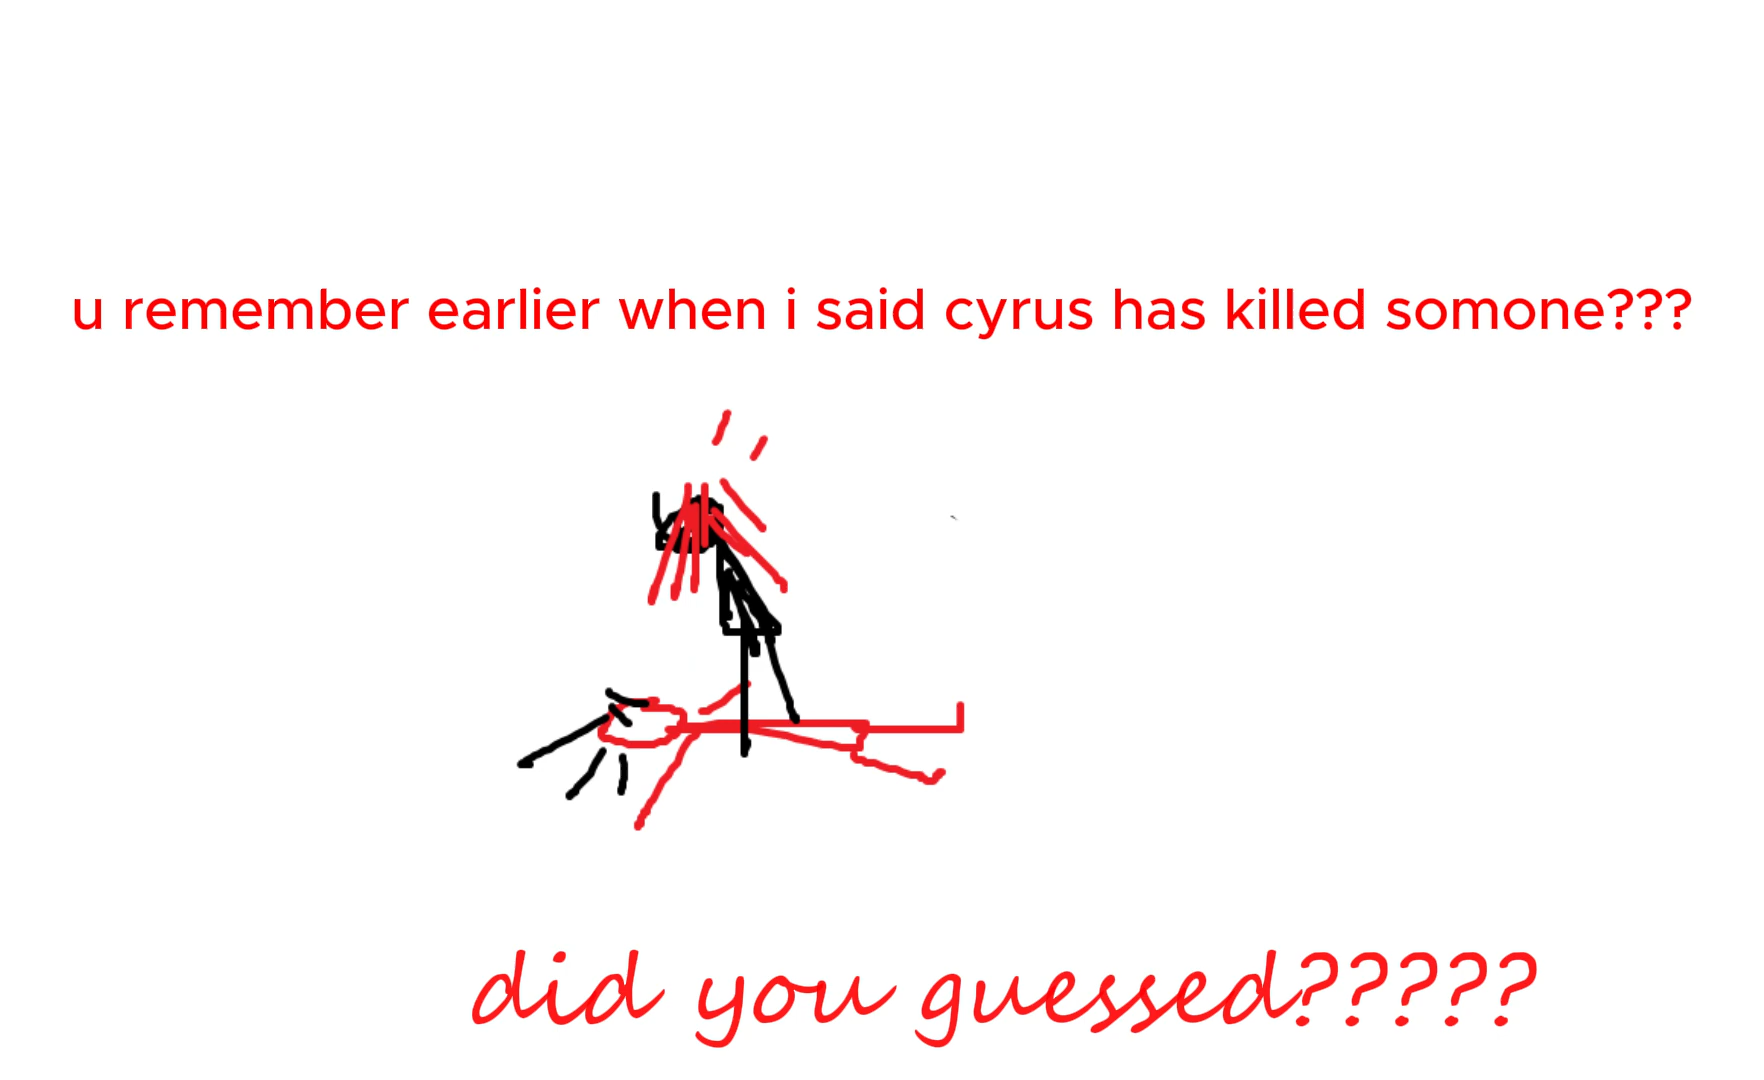 u remember earlier when i said cyrus has killed somone???
did you guessed?????